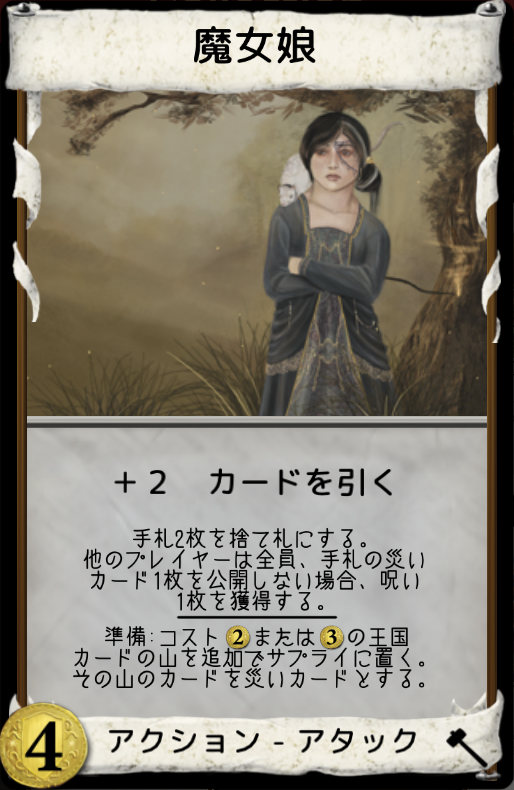 魔女娘
+2 カードを引く
手札2枚を捨て札にする。
他のプレイヤーは全員、手札の災い
カード1枚を公開しない場合、呪い
1枚を獲得する。
準備:コスト2または3の王国
カードの山を追加でサプライに置く。
その山のカードを災いカードとする。
4
アクション - アタック